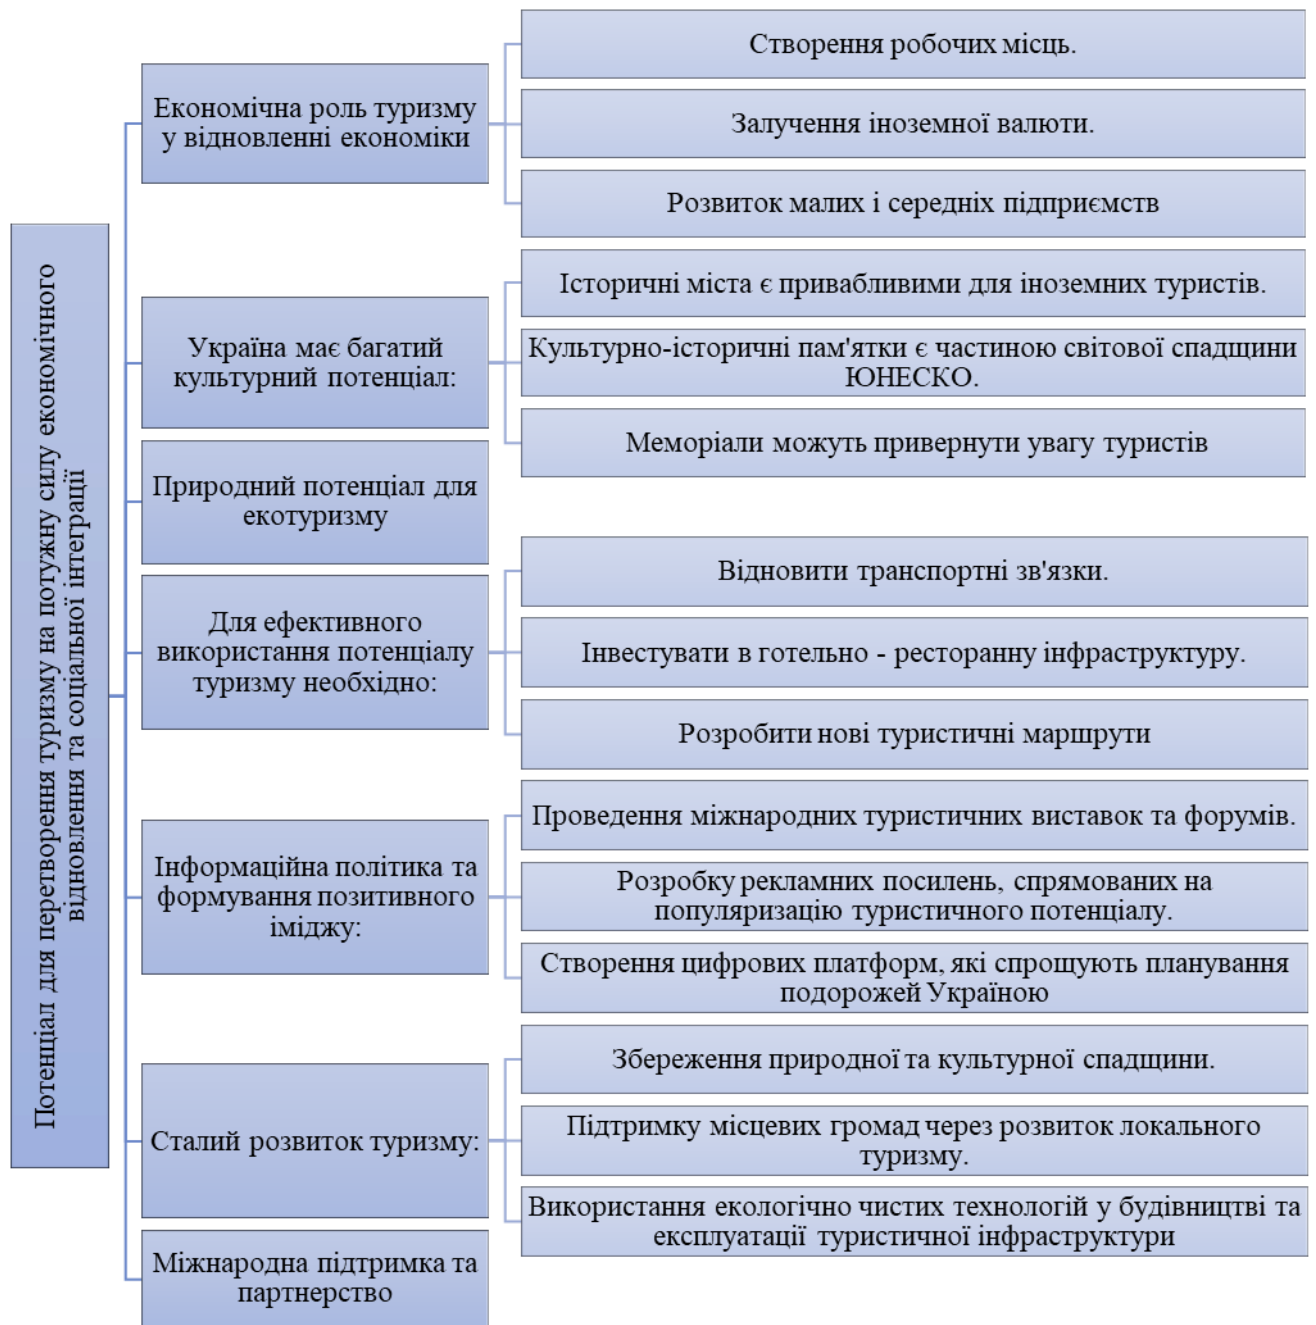 Потенціал для перетворення туризму на потужну силу економічного
відновлення та соціальної інтеграції
Економічна роль туризму
у відновленні економіки
Створення робочих місць.
Залучення іноземної валюти.
Розвиток малих і середніх підприємств
Україна має багатий
культурний потенціал:
Історичні міста є привабливими для іноземних туристів.
Культурно-історичні пам'ятки є частиною світової спадщини
ЮНЕСКО.
Меморіали можуть привернути увагу туристів
Природний потенціал для
екотуризму
Для ефективного
використання потенціалу
туризму необхідно:
Відновити транспортні зв'язки.
Інвестувати в готельно - ресторанну інфраструктуру.
Розробити нові туристичні маршрути
Інформаційна політика та
формування позитивного
іміджу:
Проведення міжнародних туристичних виставок та форумів.
Розробку рекламних посилень, спрямованих на
популяризацію туристичного потенціалу.
Створення цифрових платформ, які спрощують планування
подорожей Україною
Сталий розвиток туризму:
Збереження природної та культурної спадщини.
Підтримку місцевих громад через розвиток локального
туризму.
Використання екологічно чистих технологій у будівництві та
експлуатації туристичної інфраструктури
Міжнародна підтримка та
партнерство